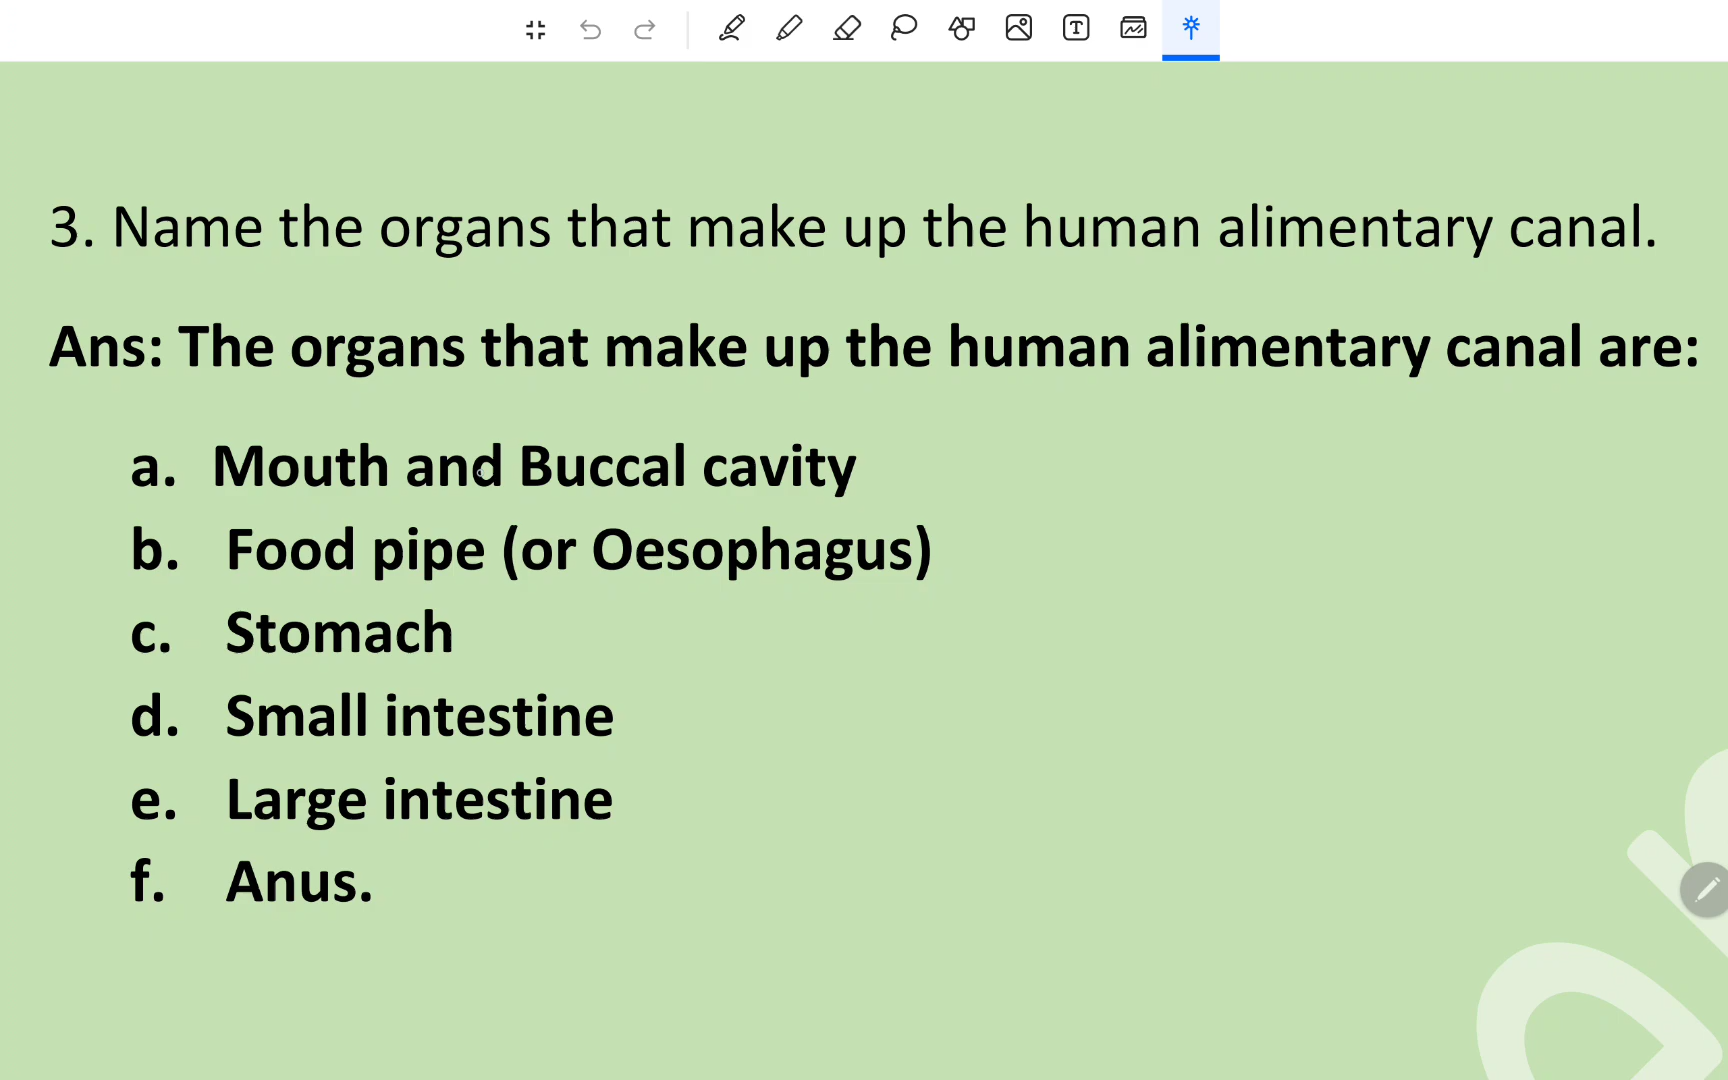 3. Name the organs that make up the human alimentary canal.
Ans: The organs that make up the human alimentary canal are:
a. Mouth and Buccal cavity
b. Food pipe (or Oesophagus)
c. Stomach
d. Small intestine
e. Large intestine
f. Anus.